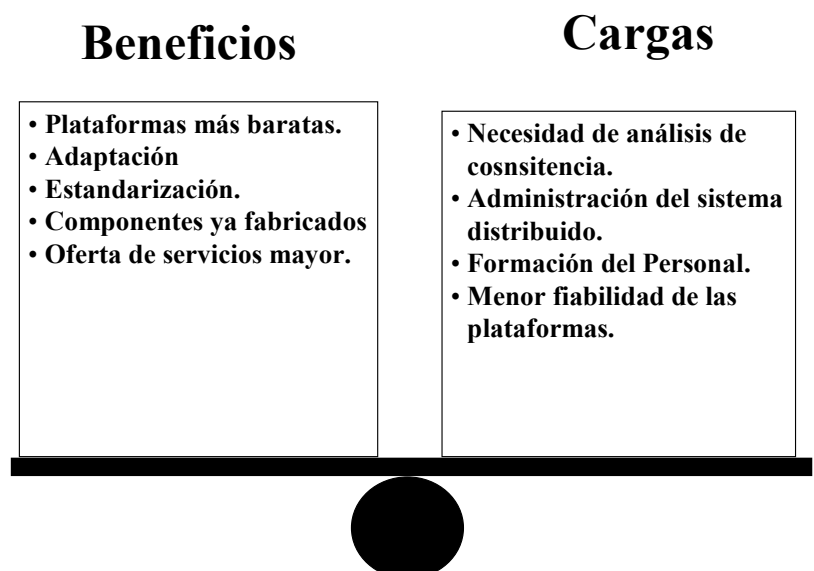 Beneficios
• Plataformas más baratas.
• Adaptación
• Estandarización.
• Componentes ya fabricados
• Oferta de servicios mayor.
Cargas
• Necesidad de análisis de
cosnsitencia.
• Administración del sistema
distribuido.
• Formación del Personal.
• Menor fiabilidad de las
plataformas.